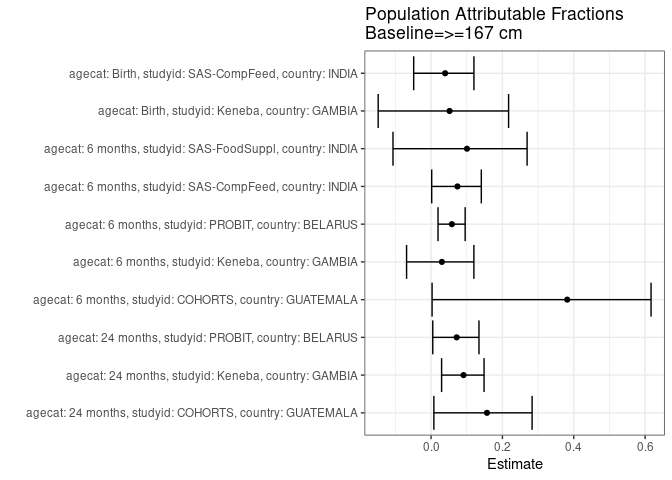 Population Attributable Fractions
Baseline=>=167 cm
agecat: Birth, studyid: SAS-CompFeed, country: INDIA
agecat: Birth, studyid: Keneba, country: GAMBIA
agecat: 6 months, studyid: SAS-FoodSuppl, country: INDIA
agecat: 6 months, studyid: SAS-CompFeed, country: INDIA
agecat: 6 months, studyid: PROBIT, country: BELARUS
agecat: 6 months, studyid: Keneba, country: GAMBIA
agecat: 6 months, studyid: COHORTS, country: GUATEMALA
agecat: 24 months, studyid: PROBIT, country: BELARUS
agecat: 24 months, studyid: Keneba, country: GAMBIA
agecat: 24 months, studyid: COHORTS, country: GUATEMALA
0.0 0.2 0.4 0.6
Estimate